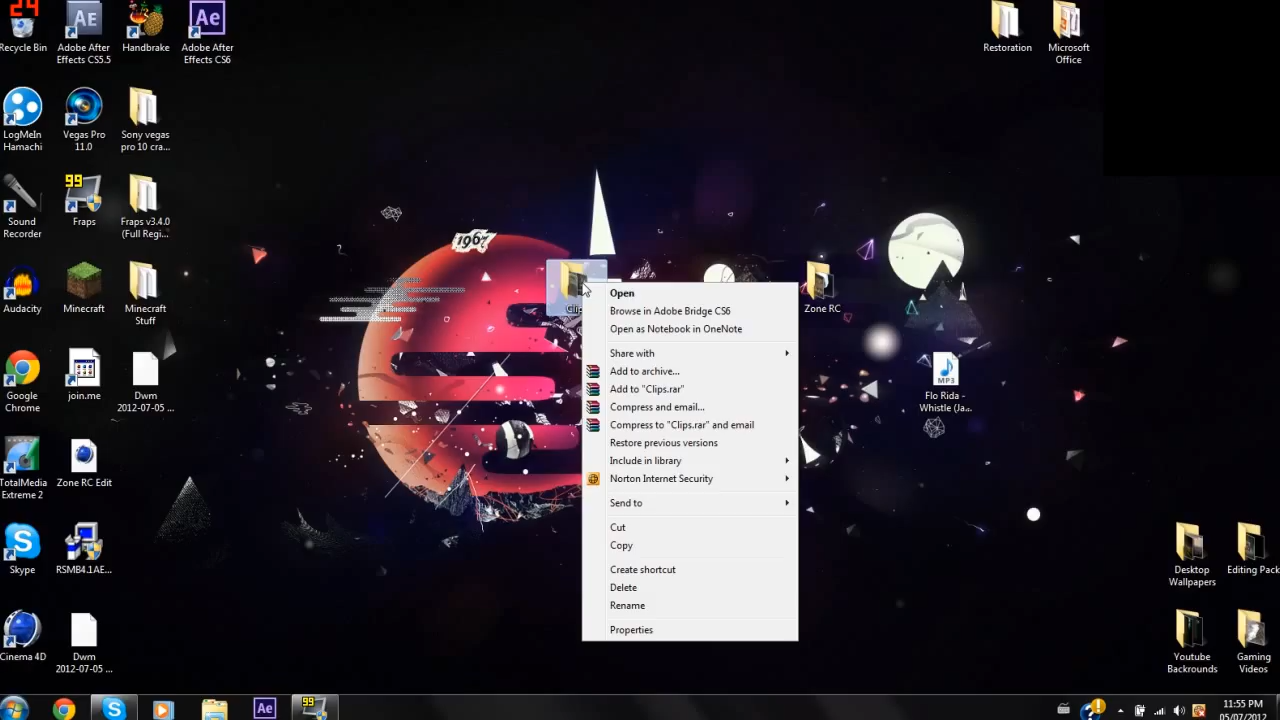 24
Recycle Bin
Adobe After
Effects CS5.5
Handbrake
Adobe After
Effects CS6
Restoration
Microsoft
Office
LogMeIn
Hamachi
Vegas Pro
11.0
Sony vegas
pro 10 cra...
99
Sound
Recorder
Fraps
Fraps v3.4.0
(Full Regi...
1967
Audacity
Minecraft
Minecraft
Stuff
Zone RC
Google
Chrome
join.me
Dwm
2012-07-05 ...
MP3
Flo Rida -
Whistle (Ja...
TotalMedia
Extreme 2
Zone RC Edit
Skype
RSMB4.1AE...
Cinema 4D
Dwm
2012-07-05 ...
Open
Browse in Adobe Bridge CS6
Open as Notebook in OneNote
Share with
Add to archive...
Add to "Clips.rar"
Compress and email...
Compress to "Clips.rar" and email
Restore previous versions
Include in library
Norton Internet Security
Send to
Cut
Copy
Create shortcut
Delete
Rename
Properties
Desktop
Wallpapers
Editing Pack
Youtube
Backrounds
Gaming
Videos
Ae
99
11:55 PM
05/07/2012